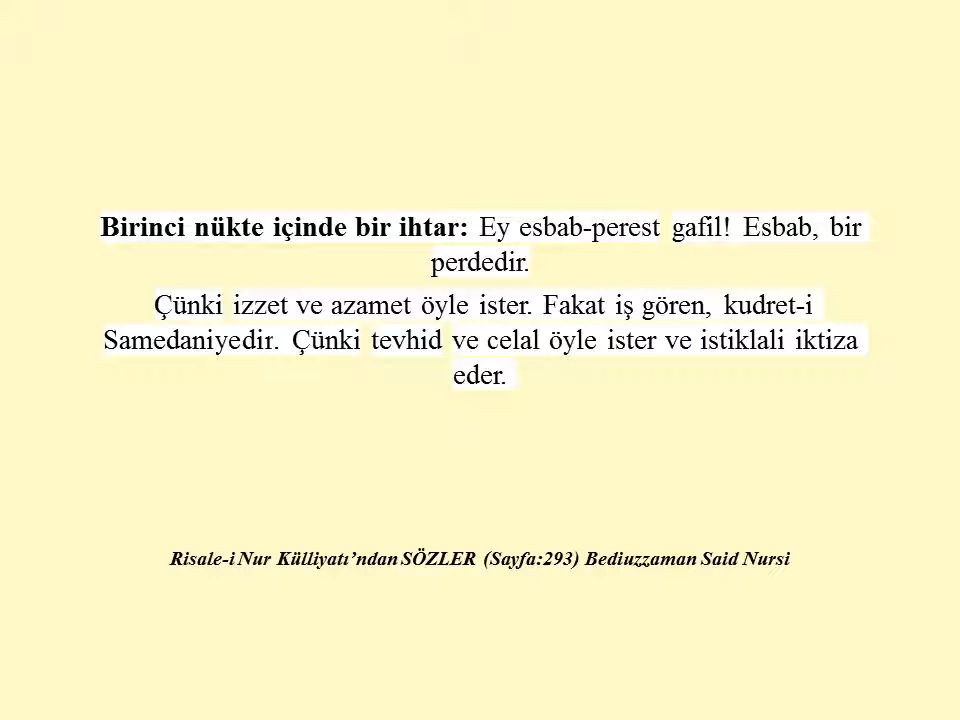 Birinci nükte içinde bir ihtar: Ey esbab-perest gafil! Esbab, bir
perdedir.
Çünki izzet ve azamet öyle ister. Fakat iş gören, kudret-i
Samedaniyedir. Çünki tevhid ve celal öyle ister ve istiklali iktiza
eder.
Risale-i Nur Külliyatı’ndan SÖZLER (Sayfa:293) Bediuzzaman Said Nursi